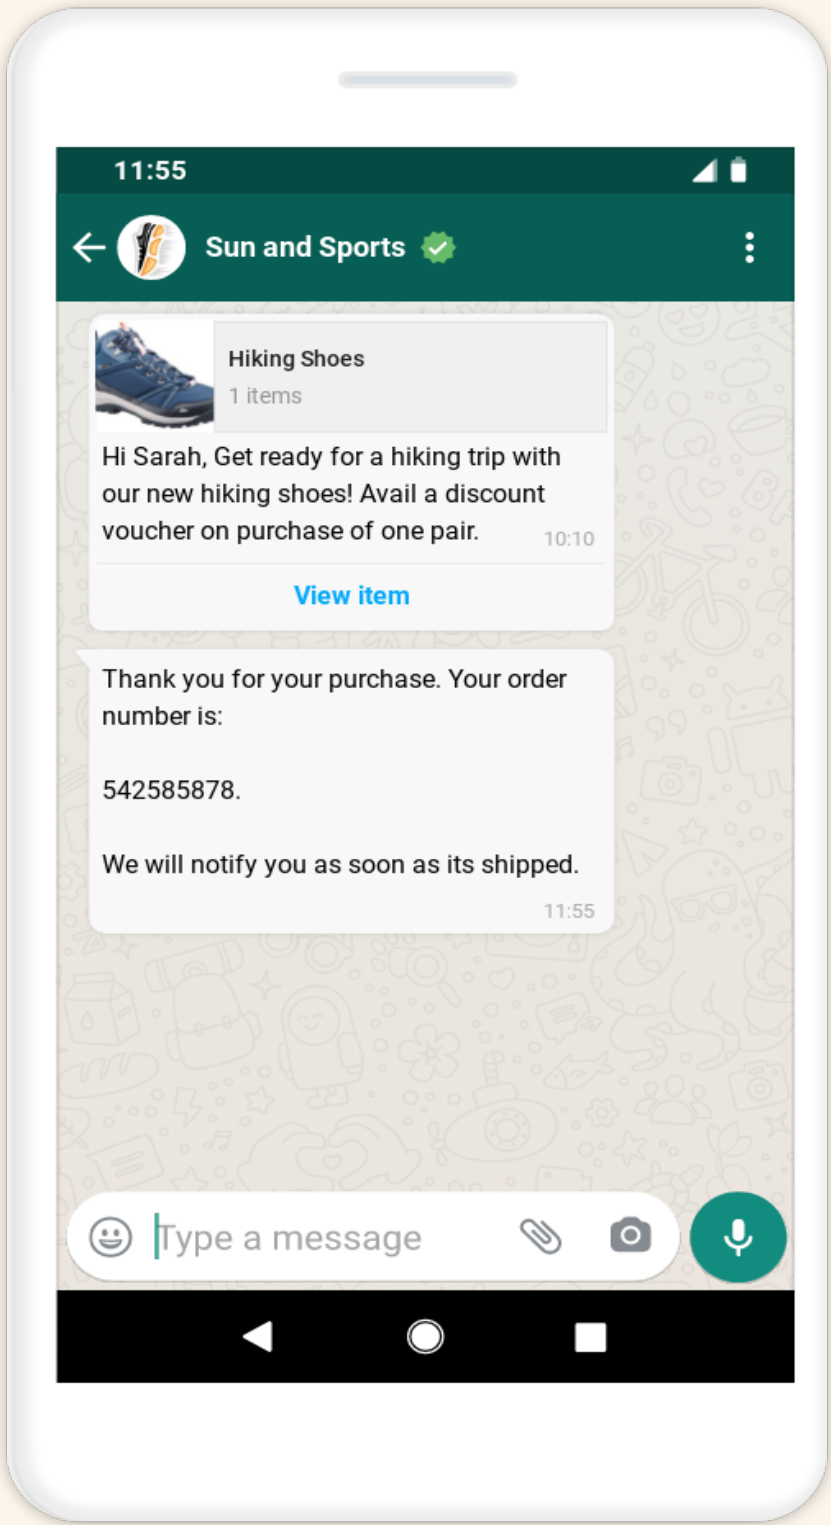 11:55
Sun and Sports
Hiking Shoes
1 items
Hi Sarah, Get ready for a hiking trip with
our new hiking shoes! Avail a discount
voucher on purchase of one pair.
10:10
View item
Thank you for your purchase. Your order
number is:
542585878.
We will notify you as soon as its shipped.
11:55
Type a message